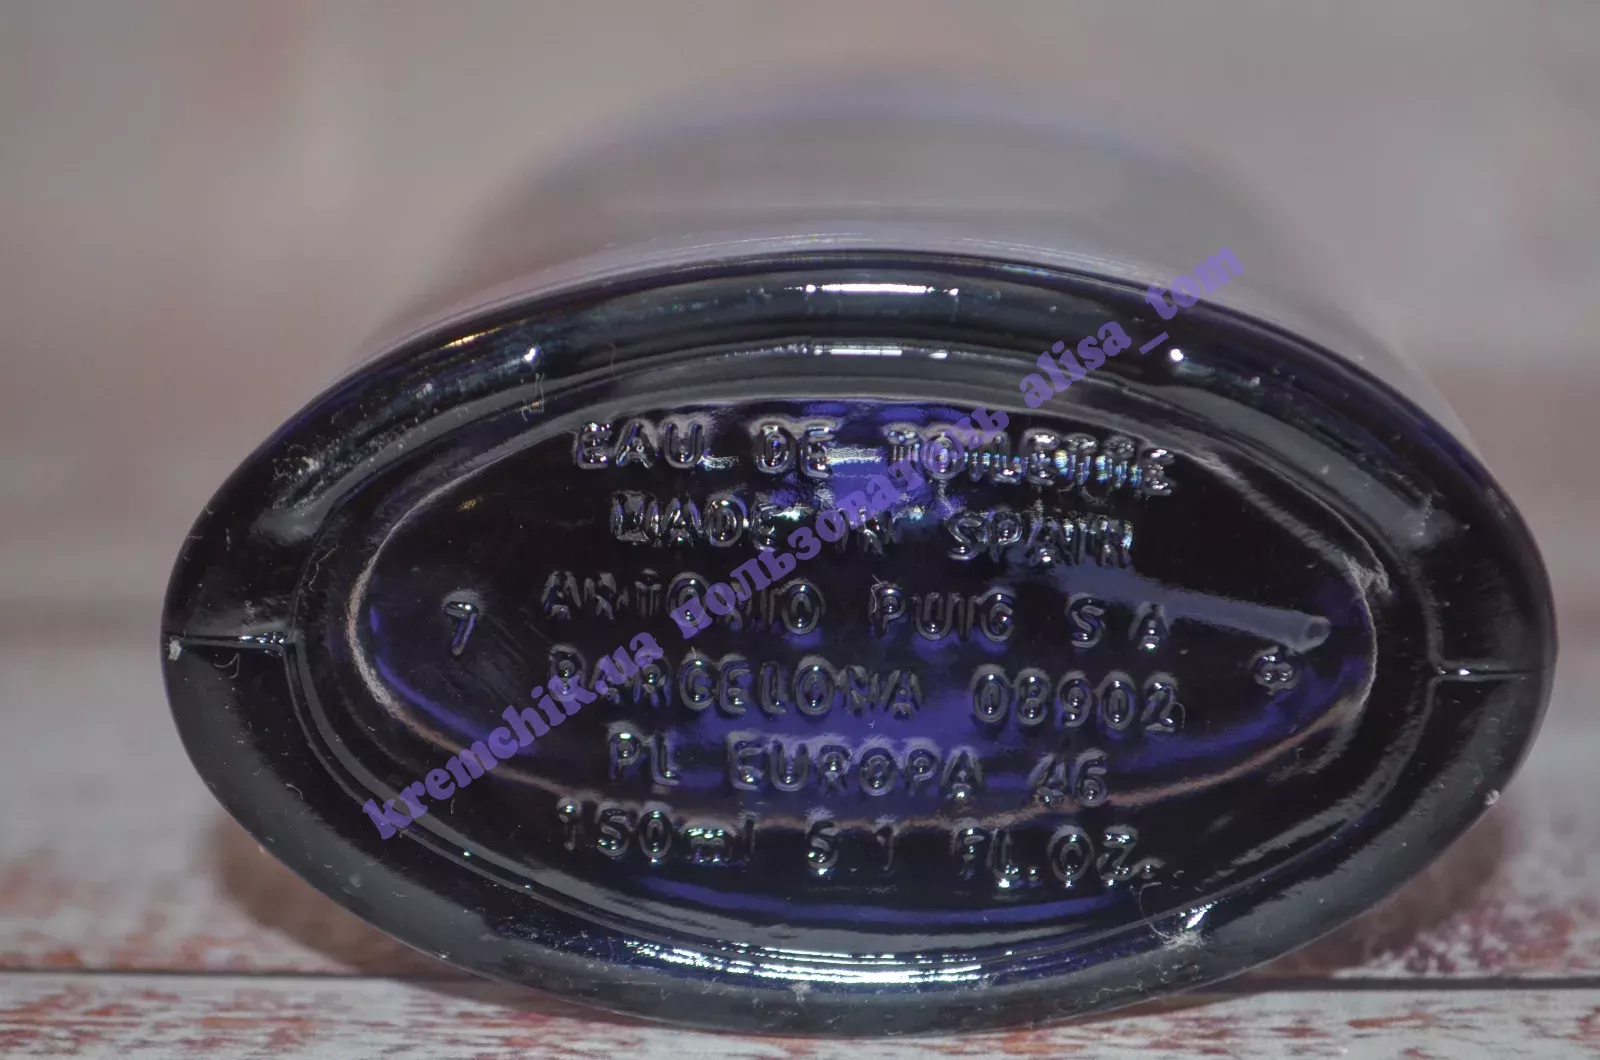 EAU DE TOILETTE
MADE IN SPAIN
ANTONIO PUIG S A
7
BARCELONA 08902
8
PL EUROPA 46
150ml 5 1 FL.OZ.
kremchik.ua пользователь alisa_tom